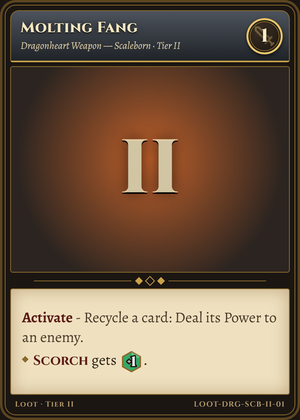 Molting Fang
Dragonheart Weapon — Scaleborn · Tier II
1
II
Activate - Recycle a card: Deal its Power to
an enemy.
Scorch gets +1.
Loot · Tier II
LOOT-DRG-SCB-II-01